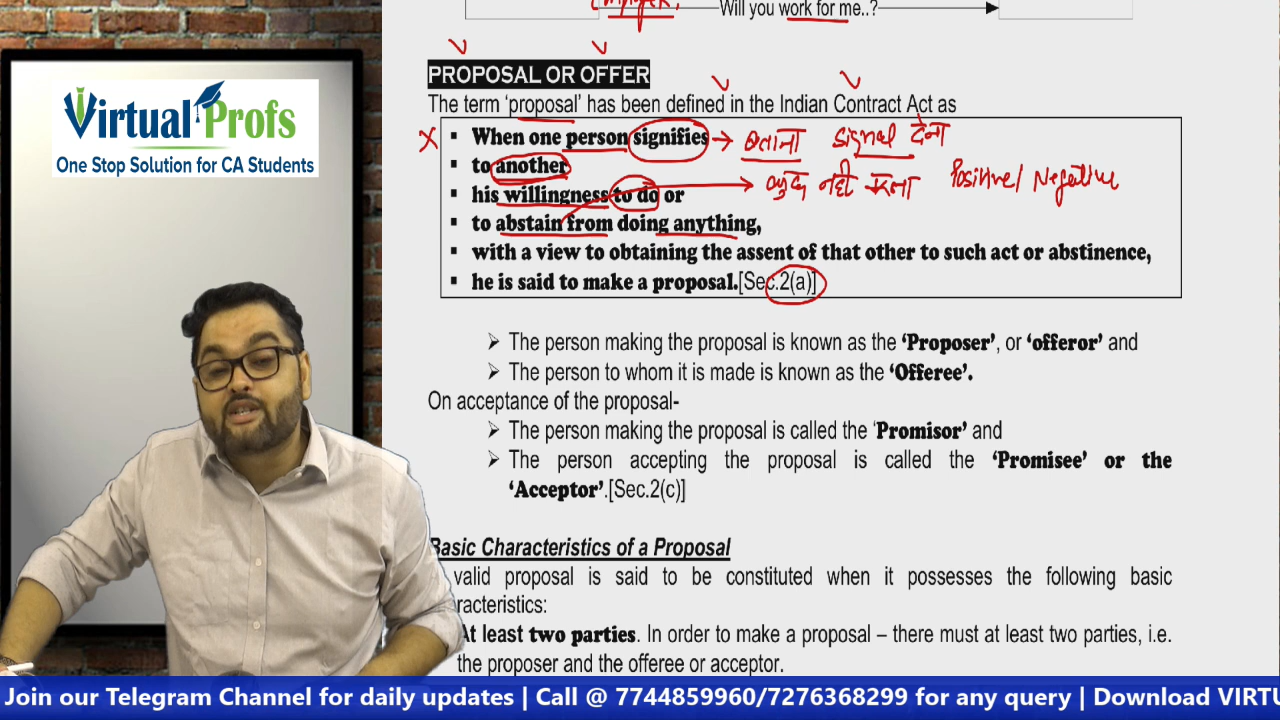 Employer.
Will you work for me..?
PROPOSAL OR OFFER
The term ‘proposal’ has been defined in the Indian Contract Act as
▪ When one person signifies → बताना signal देना
▪ to another
▪ his willingness to do or → कुछ नही करना Positive/ Negative
▪ to abstain from doing anything,
▪ with a view to obtaining the assent of that other to such act or abstinence,
▪ he is said to make a proposal.[Sec.2(a)]
➢ The person making the proposal is known as the ‘Proposer’, or ‘offeror’ and
➢ The person to whom it is made is known as the ‘Offeree’.
On acceptance of the proposal-
➢ The person making the proposal is called the ‘Promisor’ and
➢ The person accepting the proposal is called the ‘Promisee’ or the
‘Acceptor’.[Sec.2(c)]
Basic Characteristics of a Proposal
valid proposal is said to be constituted when it possesses the following basic
racteristics:
At least two parties. In order to make a proposal – there must at least two parties, i.e.
the proposer and the offeree or acceptor.
Virtual Profs
One Stop Solution for CA Students
Join our Telegram Channel for daily updates | Call @ 7744859960/7276368299 for any query | Download VIRTU